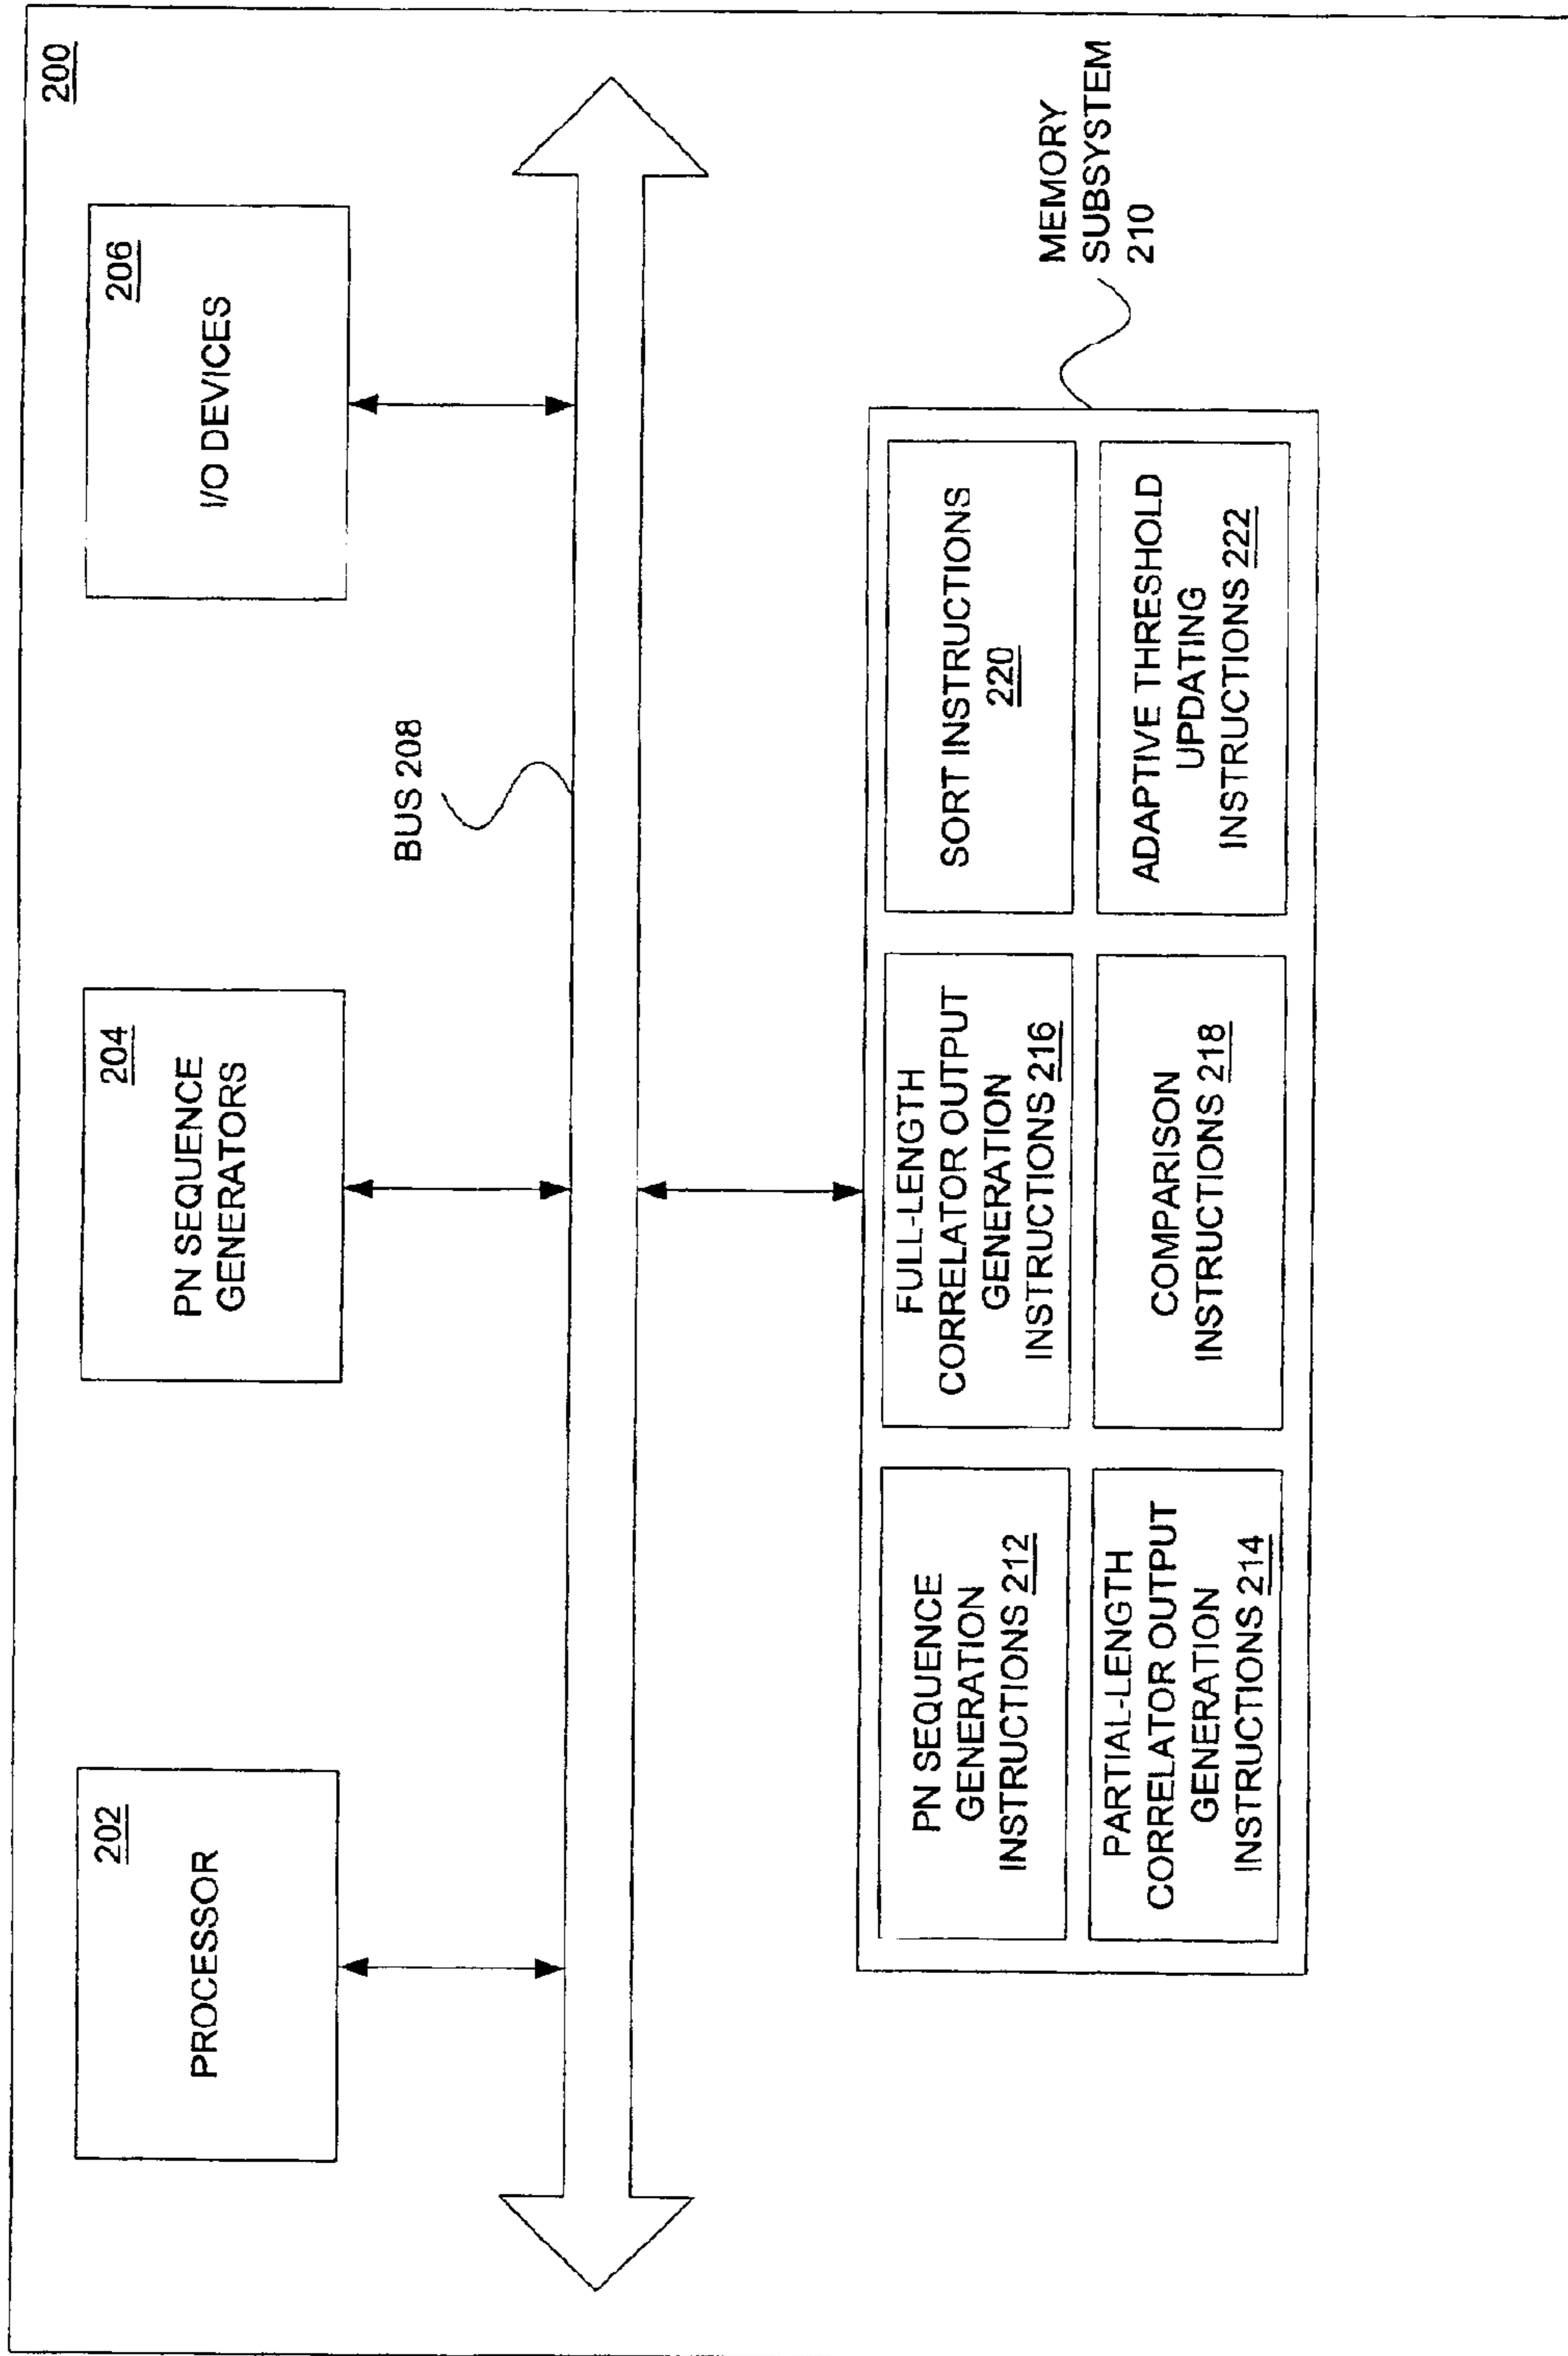 200
202
PROCESSOR
204
PN SEQUENCE
GENERATORS
206
I/O DEVICES
BUS 208
PN SEQUENCE
GENERATION
INSTRUCTIONS 212
FULL-LENGTH
CORRELATOR OUTPUT
GENERATION
INSTRUCTIONS 216
SORT INSTRUCTIONS
220
PARTIAL-LENGTH
CORRELATOR OUTPUT
GENERATION
INSTRUCTIONS 214
COMPARISON
INSTRUCTIONS 218
ADAPTIVE THRESHOLD
UPDATING
INSTRUCTIONS 222
MEMORY
SUBSYSTEM
210